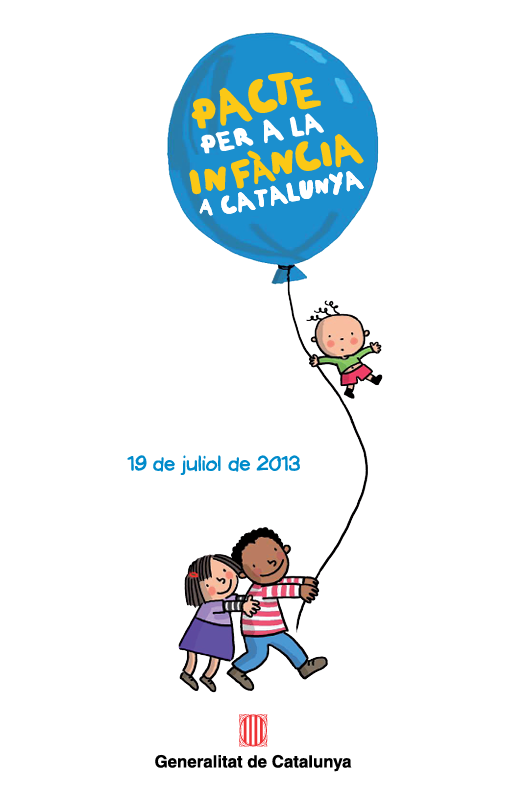 PACTE
PER A LA
INFÀNCIA
A CATALUNYA
19 de juliol de 2013
Generalitat de Catalunya